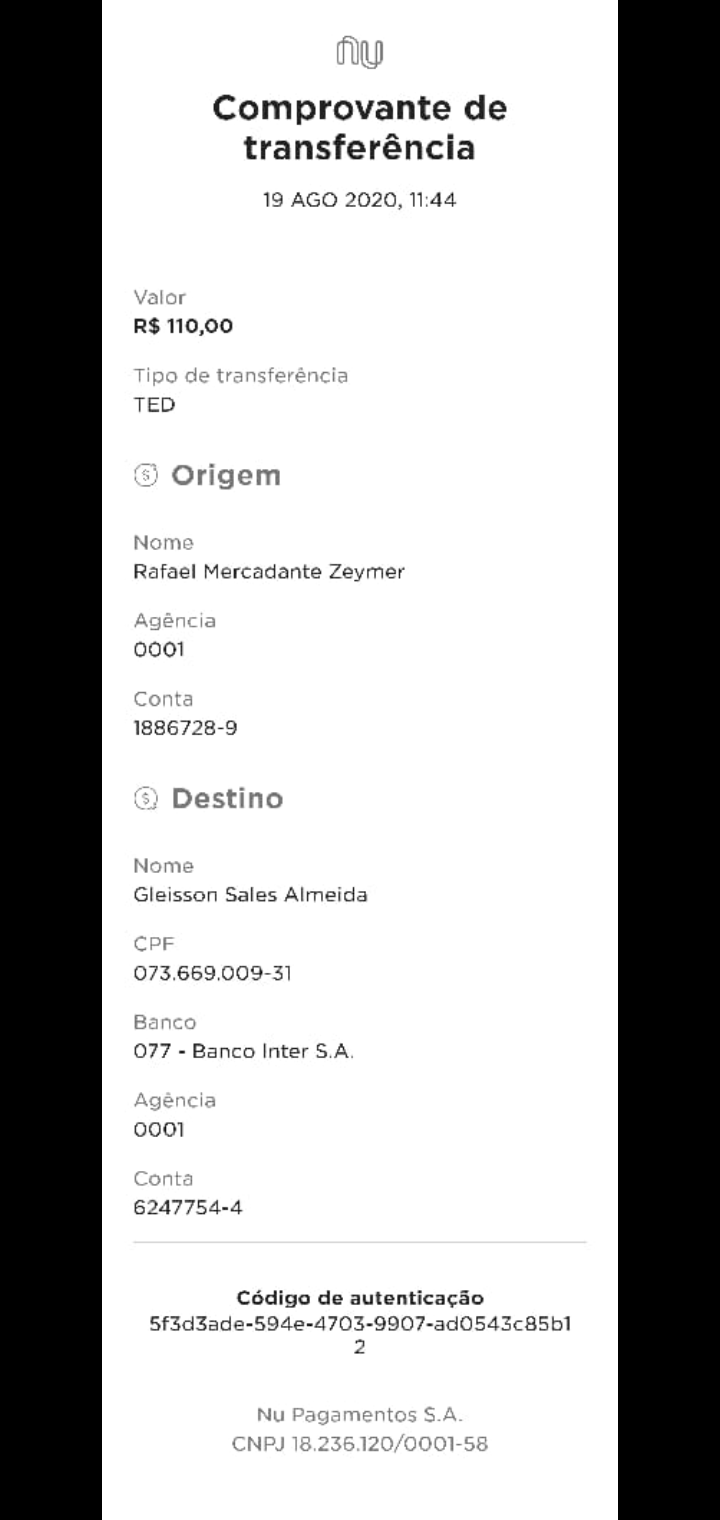 nu
Comprovante de
transferência
19 AGO 2020, 11:44
Valor
R$ 110,00
Tipo de transferência
TED
Origem
Nome
Rafael Mercadante Zeymer
Agência
0001
Conta
1886728-9
Destino
Nome
Gleisson Sales Almeida
CPF
073.669.009-31
Banco
077 - Banco Inter S.A.
Agência
0001
Conta
6247754-4
Código de autenticação
5f3d3ade-594e-4703-9907-ad0543c85b1
2
Nu Pagamentos S.A.
CNPJ 18.236.120/0001-58